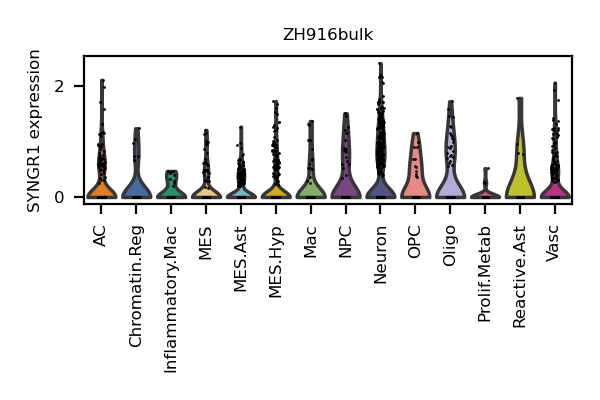 ZH916bulk
SYNGR1 expression
2
0
AC
Chromatin.Reg
Inflammatory.Mac
MES
MES.Ast
MES.Hyp
Mac
NPC
Neuron
OPC
Oligo
Prolif.Metab
Reactive.Ast
Vasc